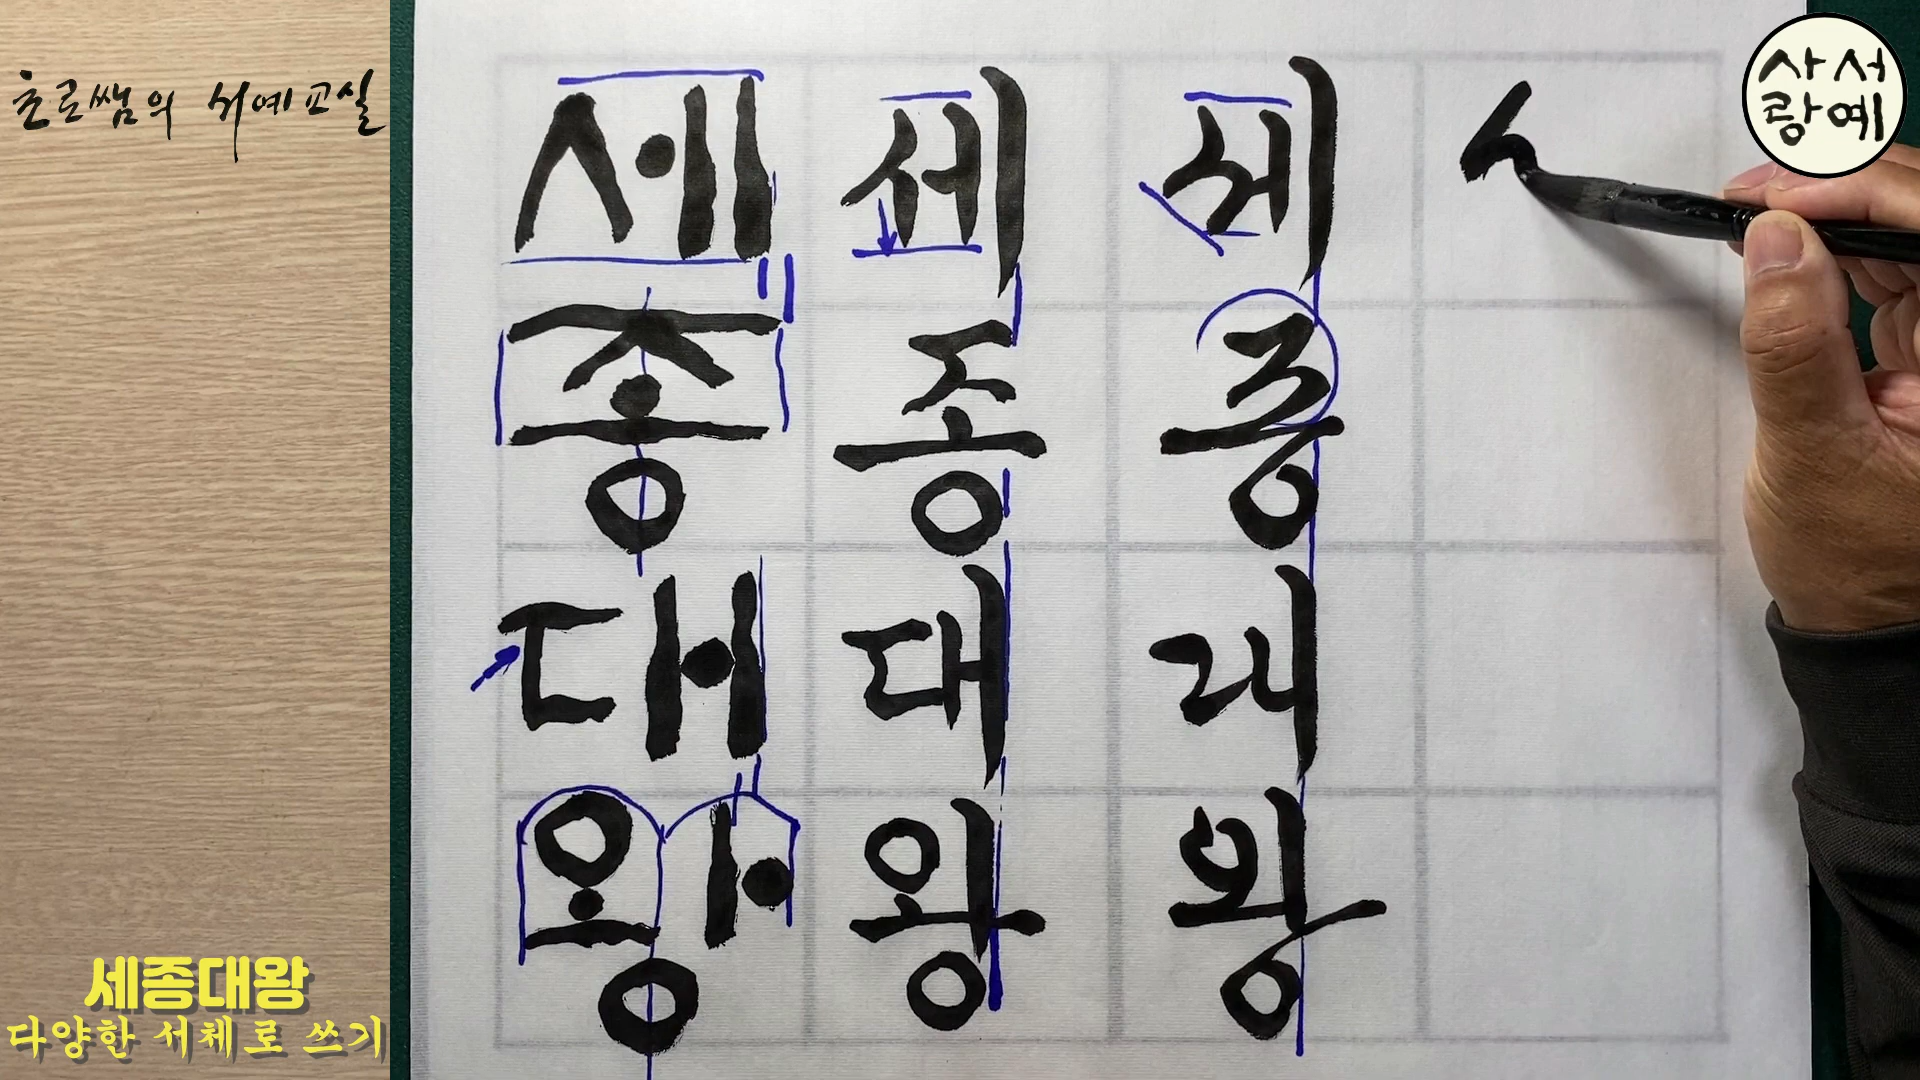 초로쌤의 서예교실
세종대왕
다양한 서체로 쓰기
세 세 세
종 종 종
대 대 대
왕 왕 왕
사서
랑예